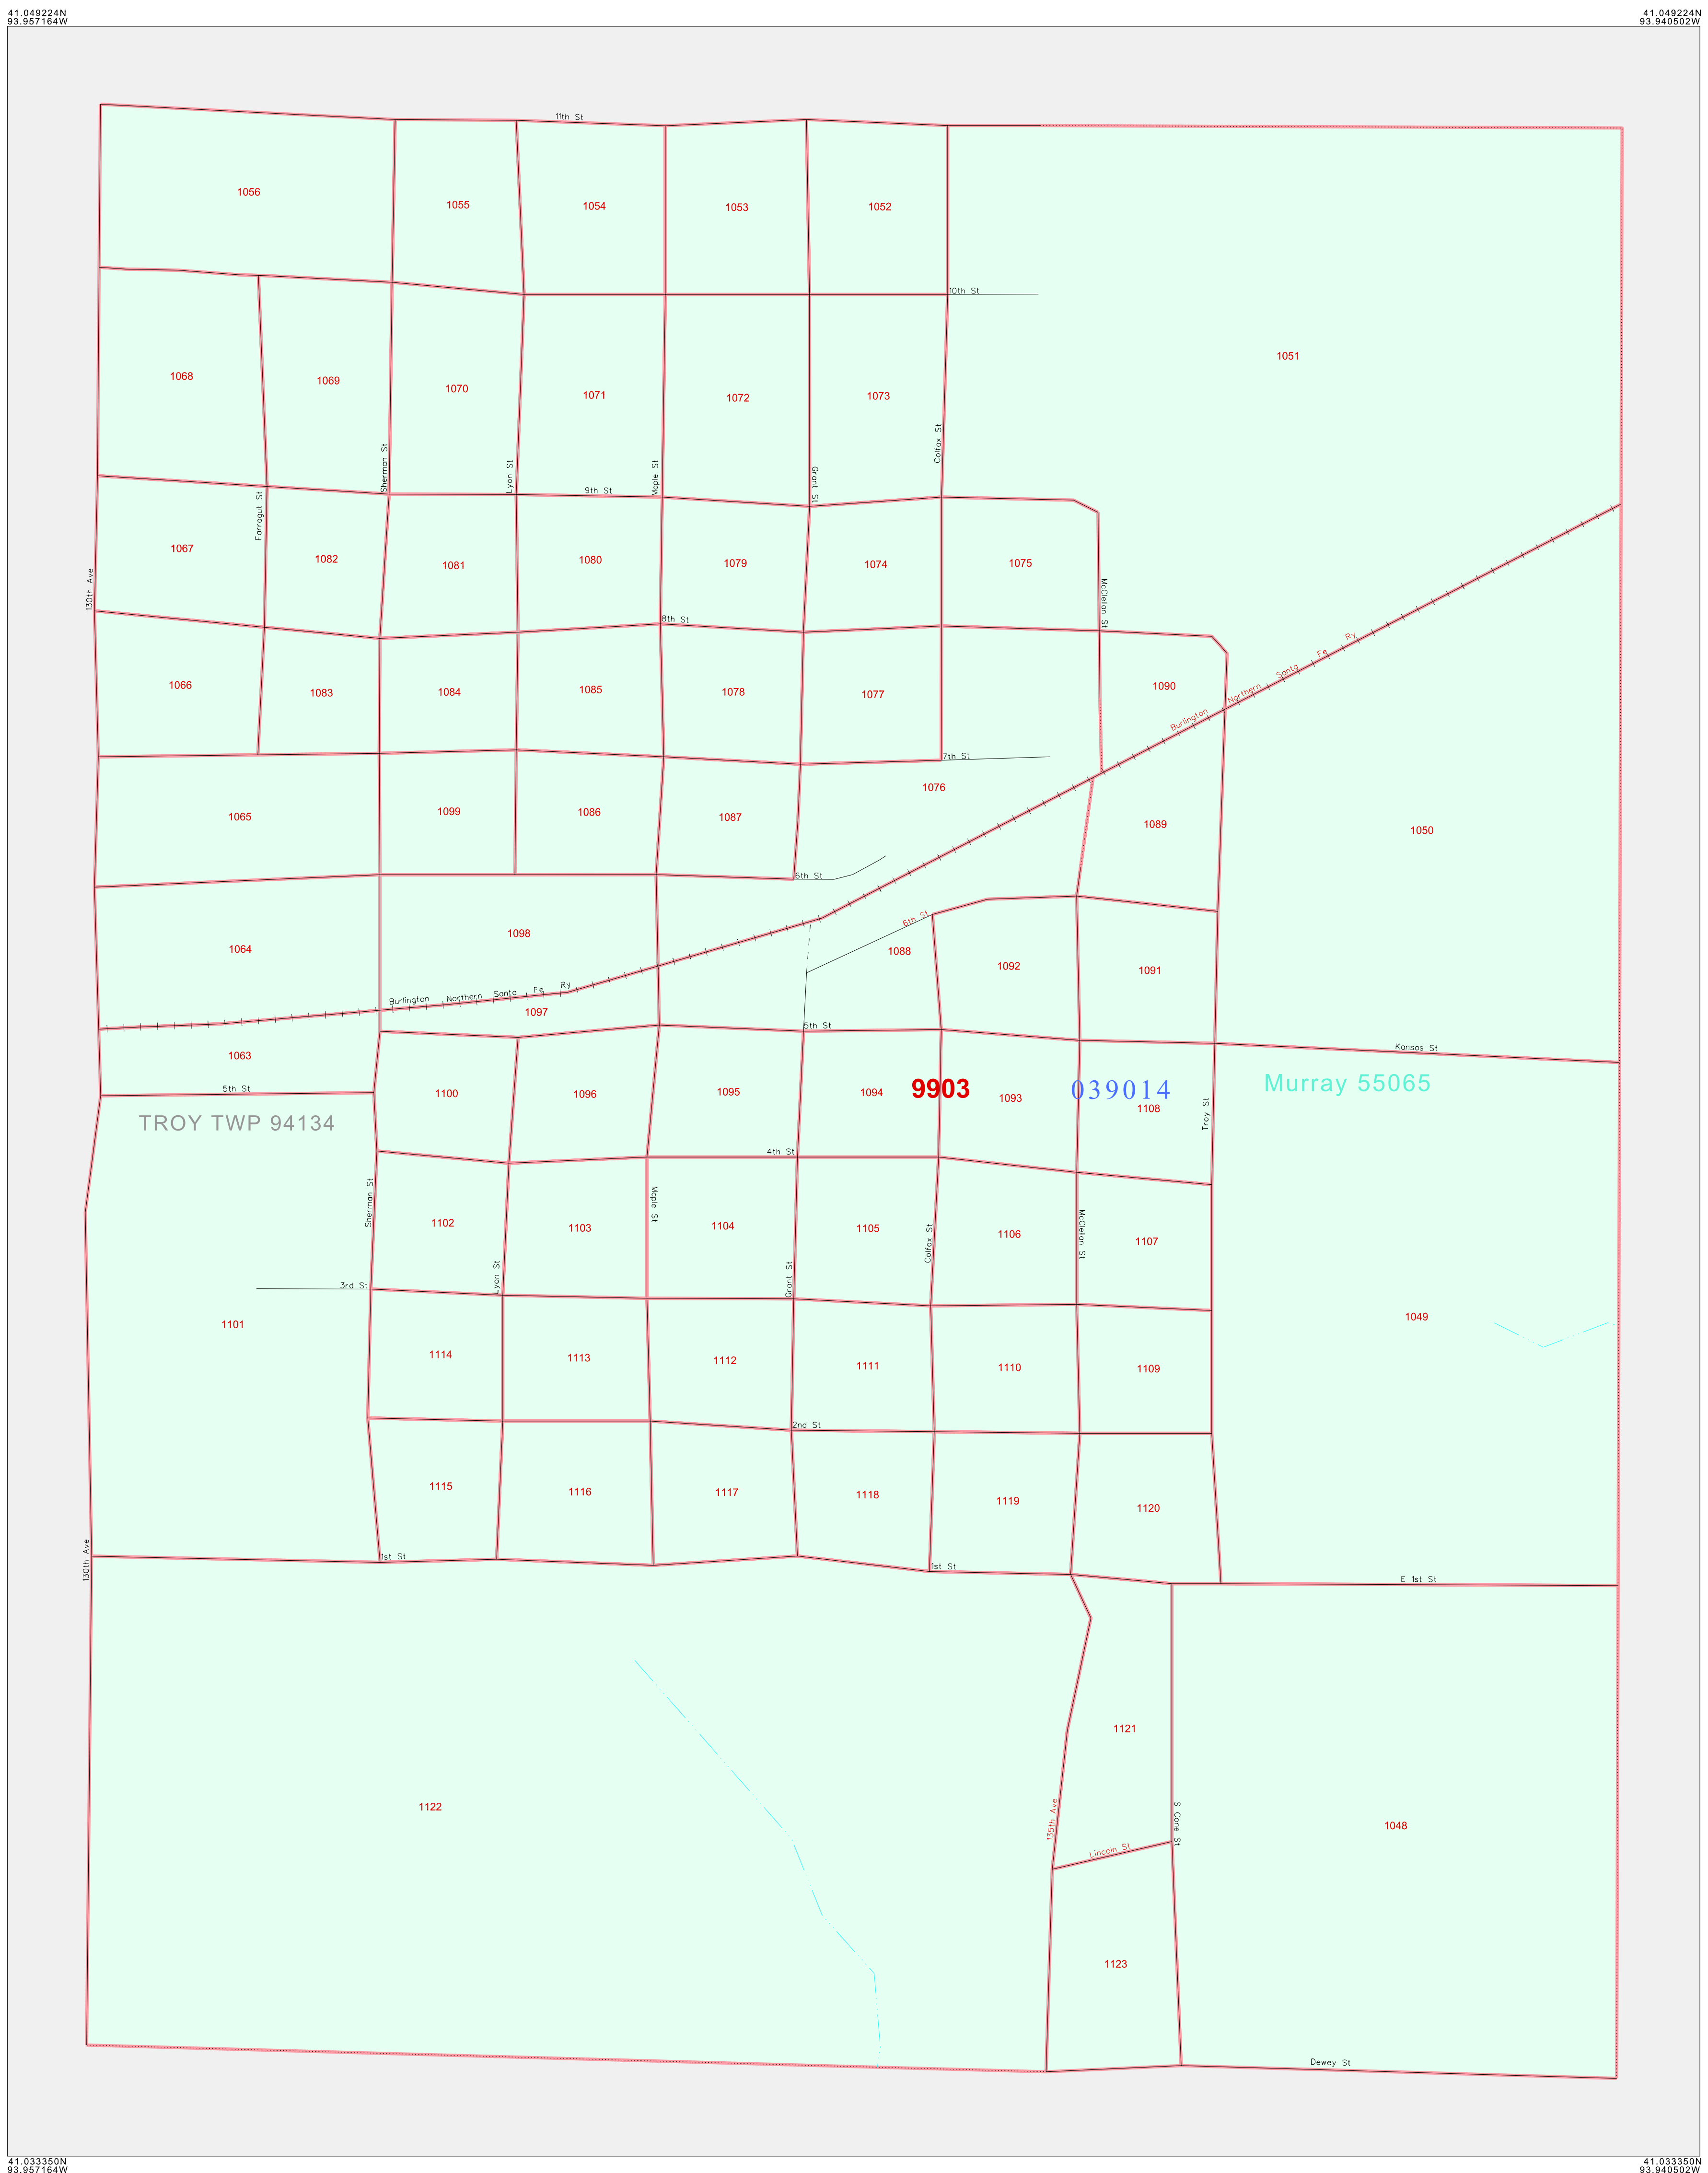 41.049224N
93.957164W
41.049224N
93.940502W
11th St
1056
1055
1054
1053
1052
10th St
1051
1068
1069
1070
1071
1072
1073
Colfax St
Sherman St
Lyon St
Maple St
Grant St
9th St
Farragut St
1067
1082
1081
1080
1079
1074
1075
130th Ave
McClellan St
8th St
Burlington Northern Santa Fe Ry
1066
1083
1084
1085
1078
1077
1090
7th St
1076
1065
1099
1086
1087
1089
1050
6th St
6th St
1064
1098
1088
1092
1091
Burlington Northern Santa Fe Ry
1097
5th St
Kansas St
1063
5th St
1100
1096
1095
1094
9903
1093
039014
1108
Murray 55065
Troy St
TROY TWP 94134
4th St
Sherman St
Maple St
1102
1103
1104
1105
Colfax St
1106
McClellan St
1107
Lyon St
Grant St
3rd St
1101
1049
1114
1113
1112
1111
1110
1109
2nd St
1115
1116
1117
1118
1119
1120
130th Ave
1st St
1st St
E 1st St
1121
1122
135th Ave
S Cone St
1048
Lincoln St
1123
Dewey St
41.033350N
93.957164W
41.033350N
93.940502W